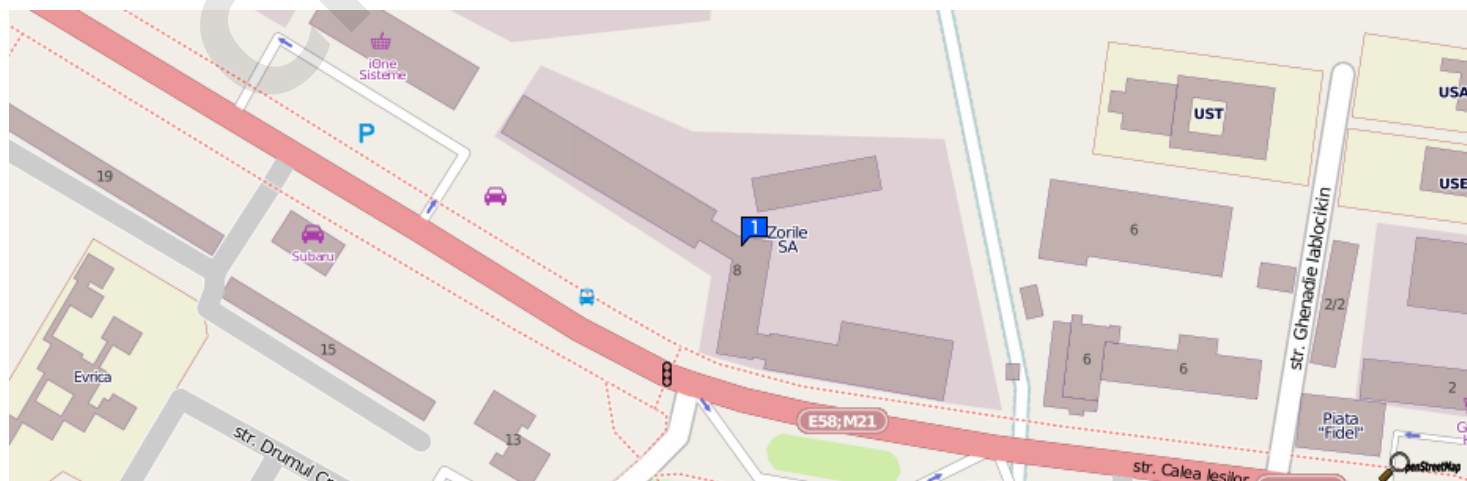 iOne
Sisteme
P
19
Subaru
15
Evrica
str. Drumul Cr
13
1
Zorile
SA
8
E58;M21
UST
USA
USE
6
6
6
2/2
str. Ghenadie Iablocikin
2
Piata
"Fidel"
str. Calea Iesilor
OpenStreetMap